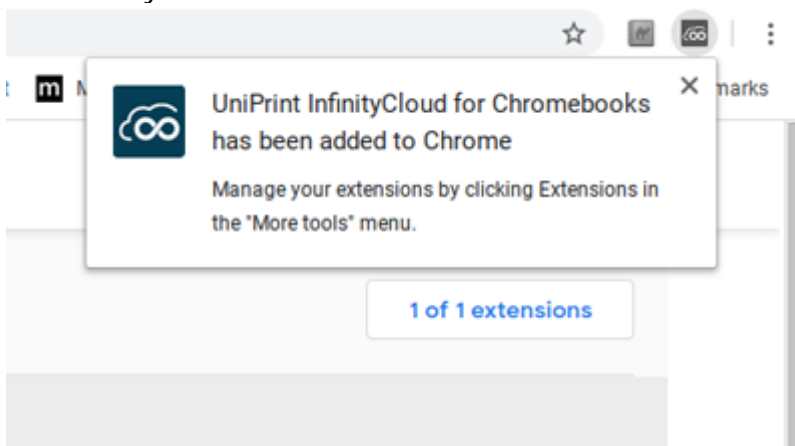 m
UniPrint InfinityCloud for Chromebooks
has been added to Chrome
Manage your extensions by clicking Extensions in
the "More tools" menu.
1 of 1 extensions